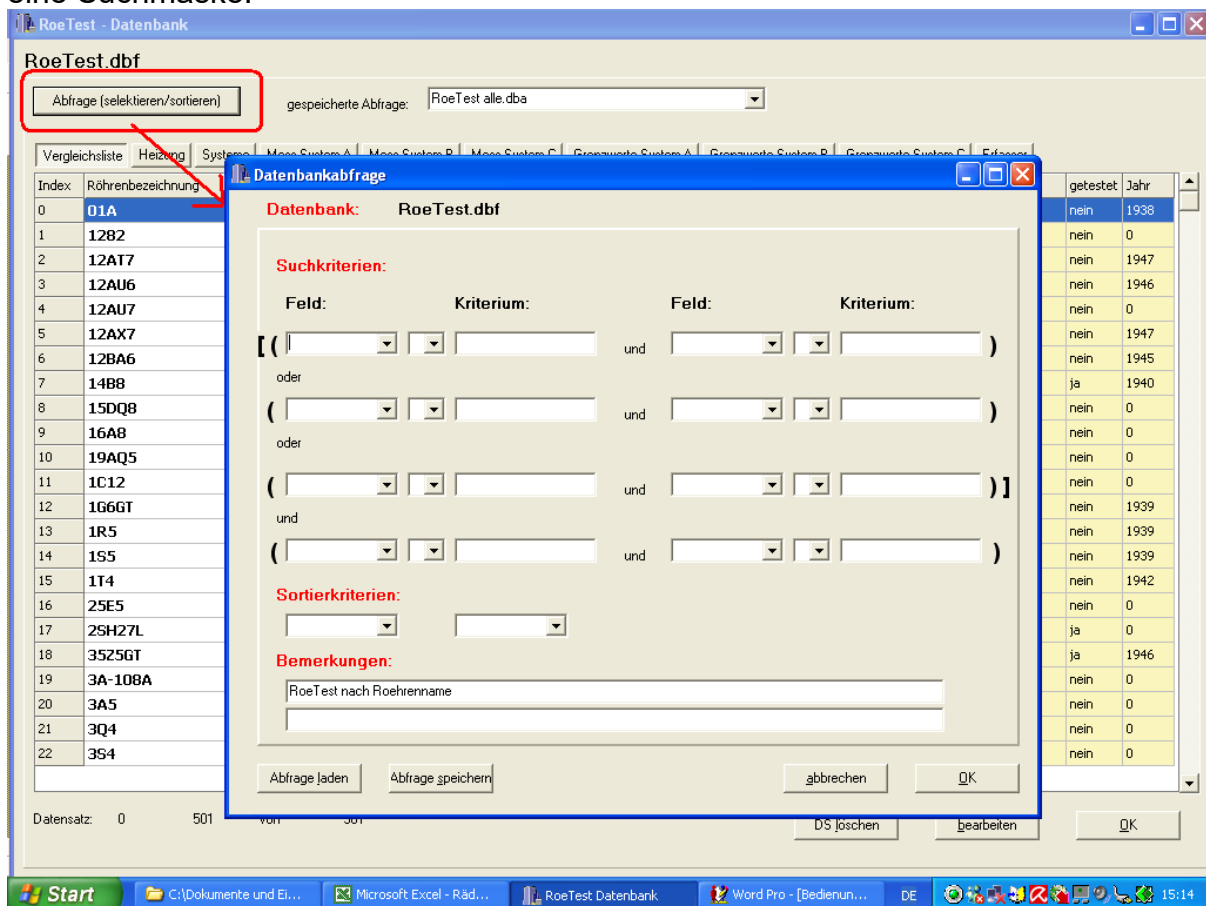 RoeTest - Datenbank
RoeTest.dbf
Abfrage (selektieren/sortieren)
gespeicherte Abfrage: RoeTest alle.dba
Vergleichsliste Heizung
Index Röhrenbezeichnung getestet Jahr
0 01A nein 1938
1 1282 nein 0
2 12AT7 nein 1947
3 12AU6 nein 1946
4 12AU7 nein 0
5 12AX7 nein 1947
6 12BA6 nein 1945
7 14B8 ja 1940
8 15DQ8 nein 0
9 16A8 nein 0
10 19AQ5 nein 0
11 1C12 nein 0
12 1G6GT nein 1939
13 1R5 nein 1939
14 1S5 nein 1939
15 1T4 nein 1942
16 25E5 nein 0
17 2SH27L ja 0
18 35Z5GT ja 1946
19 3A-108A nein 0
20 3A5 nein 0
21 3Q4 nein 0
22 3S4 nein 0
Datenbankabfrage
Datenbank: RoeTest.dbf
Suchkriterien:
Feld: Kriterium: Feld: Kriterium:
[ ( und )
oder
( und )
oder
( und ) ]
und
( und )
Sortierkriterien:
Bemerkungen:
RoeTest nach Roehrenname
Abfrage laden Abfrage speichern abbrechen OK
Datensatz: 0 501
DS löschen bearbeiten OK
Start C:\Dokumente und Ei... Microsoft Excel - Räd... RoeTest Datenbank Word Pro - [Bedienun... DE 15:14